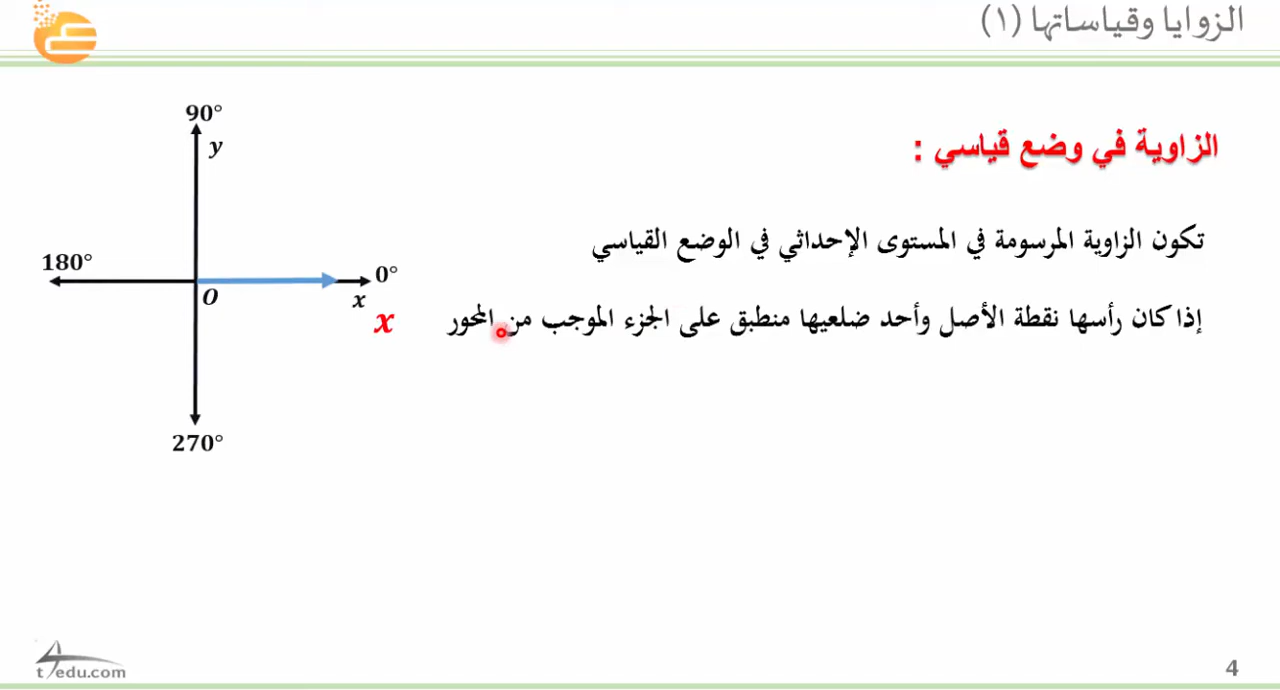 الزوايا وقياساتها (١)
الزاوية في وضع قياسي :
تكون الزاوية المرسومة في المستوى الإحداثي في الوضع القياسي
إذا كان رأسها نقطة الأصل وأحد ضلعيها منطبق على الجزء الموجب من المحور x
90°
y
180°
0°
O
x
270°
t4edu.com
4